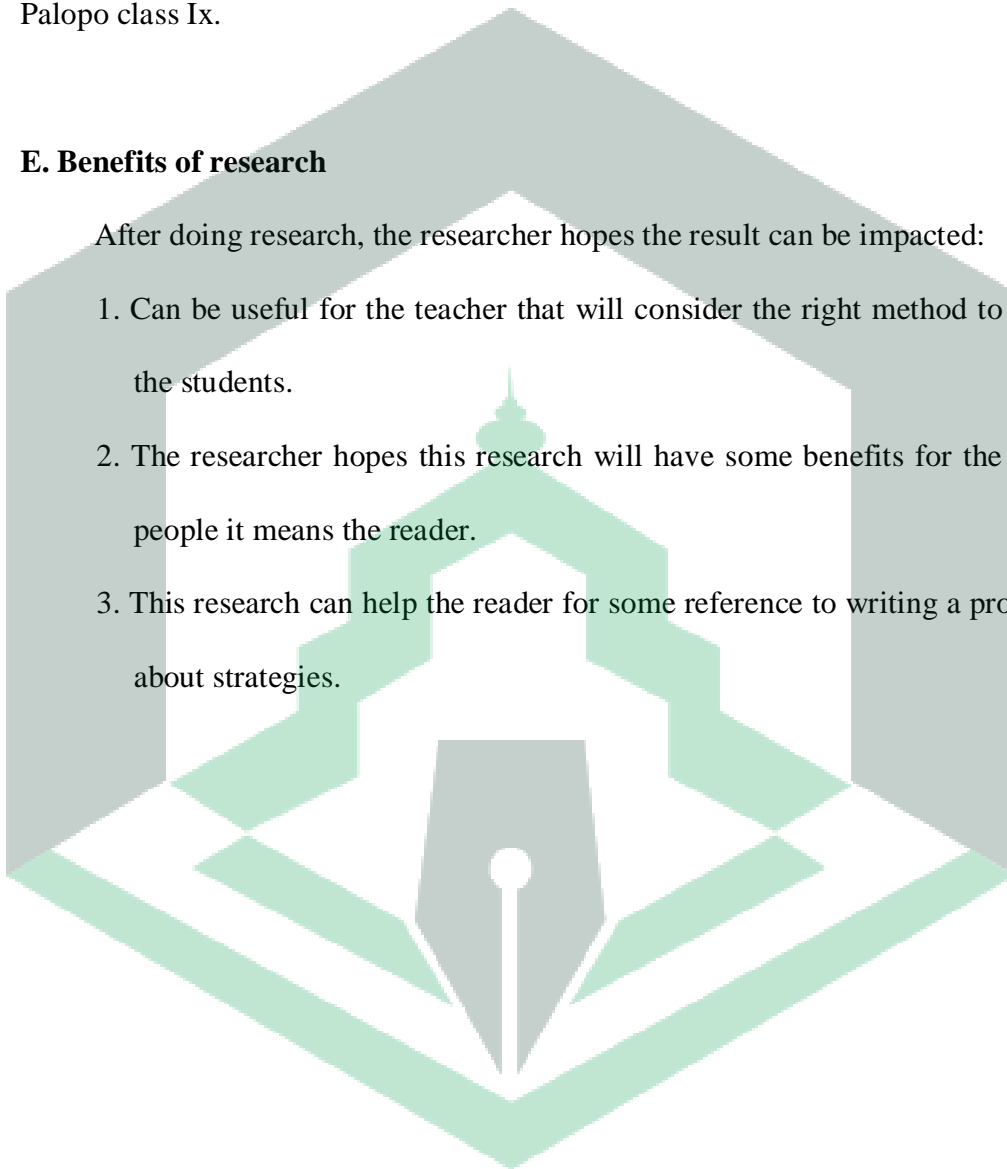 Palopo class Ix.
E. Benefits of research
After doing research, the researcher hopes the result can be impacted:
1. Can be useful for the teacher that will consider the right method to
the students.
2. The researcher hopes this research will have some benefits for the
people it means the reader.
3. This research can help the reader for some reference to writing a
about strategies.